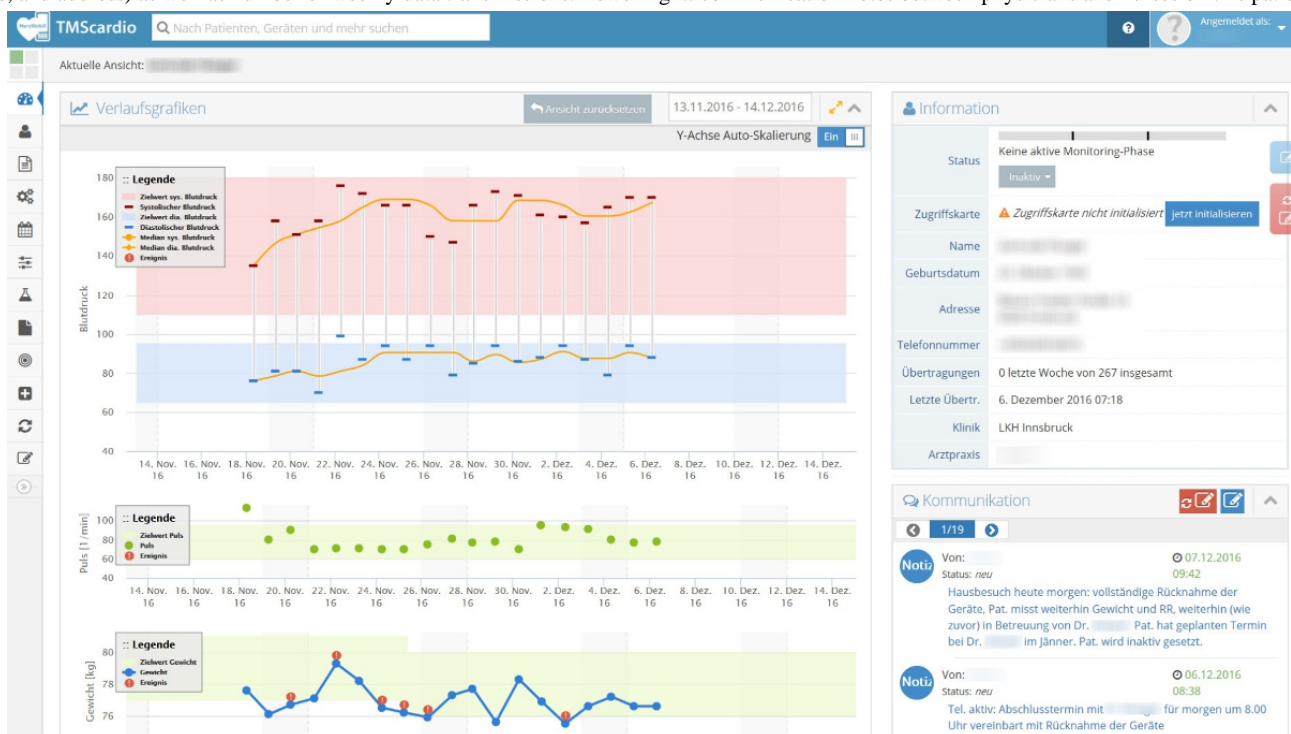 TMScardio
Nach Patienten, Geräten und mehr suchen
Angemeldet als:
Aktuelle Ansicht:
Verlaufsgrafiken
Ansicht zurücksetzen
13.11.2016 - 14.12.2016
Y-Achse Auto-Skalierung
Ein
:: Legende
Zielwert sys. Blutdruck
Systolischer Blutdruck
Zielwert dia. Blutdruck
Diastolischer Blutdruck
Median sys. Blutdruck
Median dia. Blutdruck
Ereignis
Blutdruck
180
160
140
120
100
80
60
40
14. Nov. 16
16. Nov. 16
18. Nov. 16
20. Nov. 16
22. Nov. 16
24. Nov. 16
26. Nov. 16
28. Nov. 16
30. Nov. 16
2. Dez. 16
4. Dez. 16
6. Dez. 16
8. Dez. 16
10. Dez. 16
12. Dez. 16
14. Dez. 16
:: Legende
Zielwert Puls
Puls
Ereignis
Puls [1/min]
100
80
60
40
14. Nov. 16
16. Nov. 16
18. Nov. 16
20. Nov. 16
22. Nov. 16
24. Nov. 16
26. Nov. 16
28. Nov. 16
30. Nov. 16
2. Dez. 16
4. Dez. 16
6. Dez. 16
8. Dez. 16
10. Dez. 16
12. Dez. 16
14. Dez. 16
:: Legende
Zielwert Gewicht
Gewicht
Ereignis
Gewicht [kg]
80
78
76
Information
Status
Keine aktive Monitoring-Phase
Inaktiv
Zugriffskarte
Zugriffskarte nicht initialisiert
jetzt initialisieren
Name
Geburtsdatum
Adresse
Telefonnummer
Übertragungen
0 letzte Woche von 267 insgesamt
Letzte Übertr.
6. Dezember 2016 07:18
Klinik
LKH Innsbruck
Arztpraxis
Kommunikation
1/19
Notiz
Von:
07.12.2016
Status: neu
09:42
Hausbesuch heute morgen: vollständige Rücknahme der
Geräte, Pat. misst weiterhin Gewicht und RR, weiterhin (wie
zuvor) in Betreuung von Dr. Pat. hat geplanten Termin
bei Dr. im Jänner. Pat. wird inaktiv gesetzt.
Notiz
Von:
06.12.2016
Status: neu
08:38
Tel. aktiv: Abschlusstermin mit für morgen um 8.00
Uhr vereinbart mit Rücknahme der Geräte